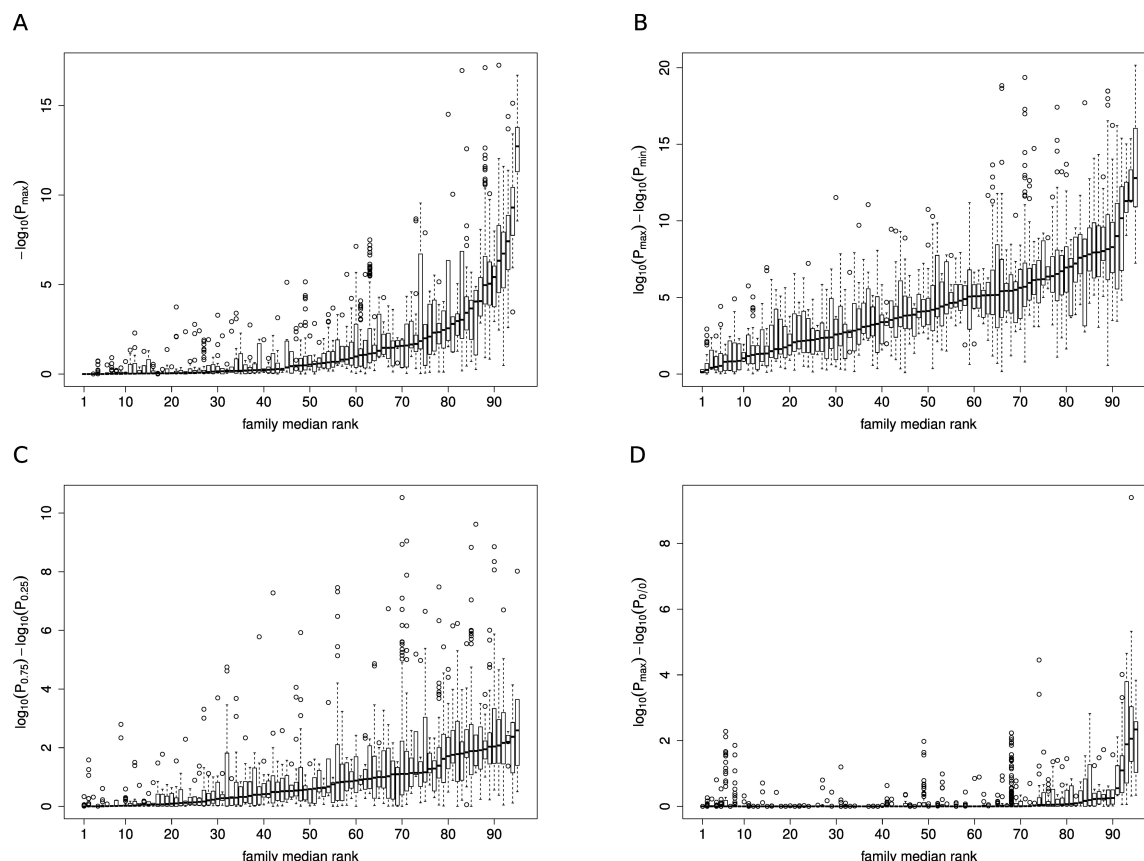 A
B
15
10
5
0
−log10(Pmax)
1 10 20 30 40 50 60 70 80 90
family median rank
20
15
10
5
0
log10(Pmax)−log10(Pmin)
1 10 20 30 40 50 60 70 80 90
family median rank
C
D
10
8
6
4
2
0
log10(P0.75)−log10(P0.25)
1 10 20 30 40 50 60 70 80 90
family median rank
8
6
4
2
0
log10(Pmax)−log10(P0/0)
1 10 20 30 40 50 60 70 80 90
family median rank